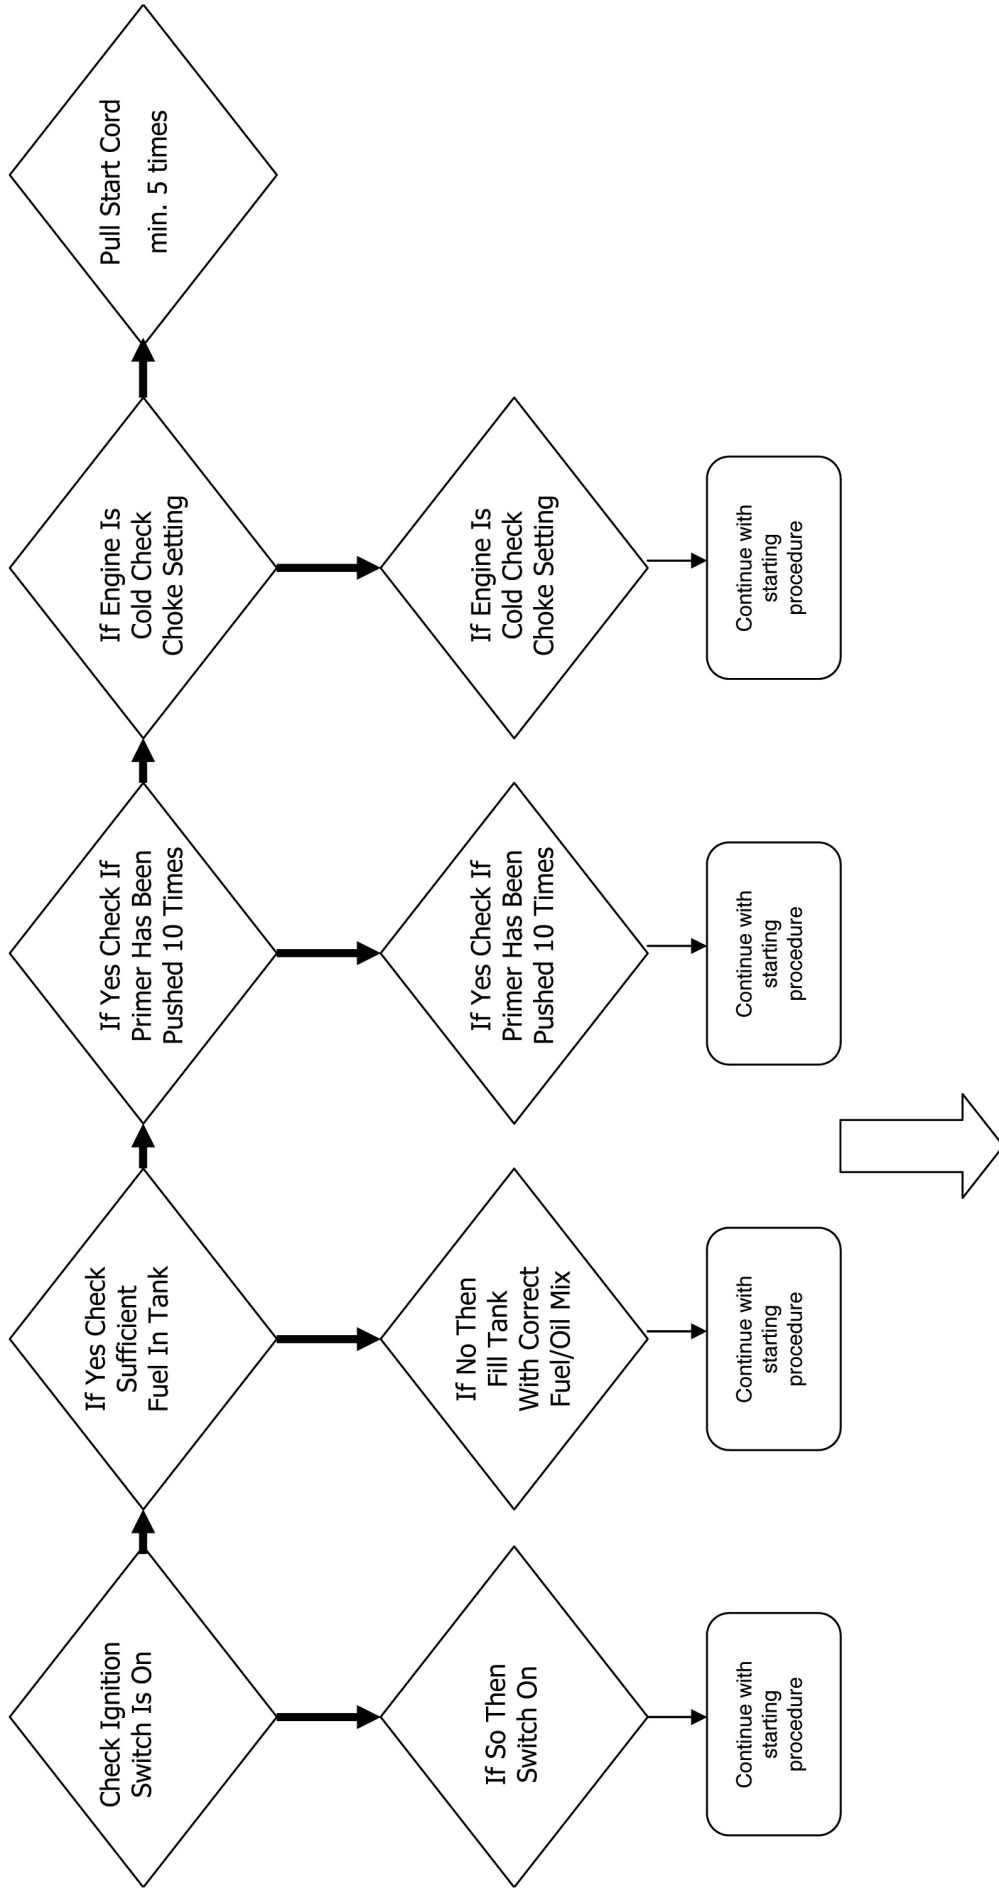 Check Ignition
Switch Is On
If Yes Check
Sufficient
Fuel In Tank
If Yes Check If
Primer Has Been
Pushed 10 Times
If Engine Is
Cold Check
Choke Setting
Pull Start Cord
min. 5 times
If So Then
Switch On
If No Then
Fill Tank
With Correct
Fuel/Oil Mix
If Yes Check If
Primer Has Been
Pushed 10 Times
If Engine Is
Cold Check
Choke Setting
Continue with
starting
procedure
Continue with
starting
procedure
Continue with
starting
procedure
Continue with
starting
procedure